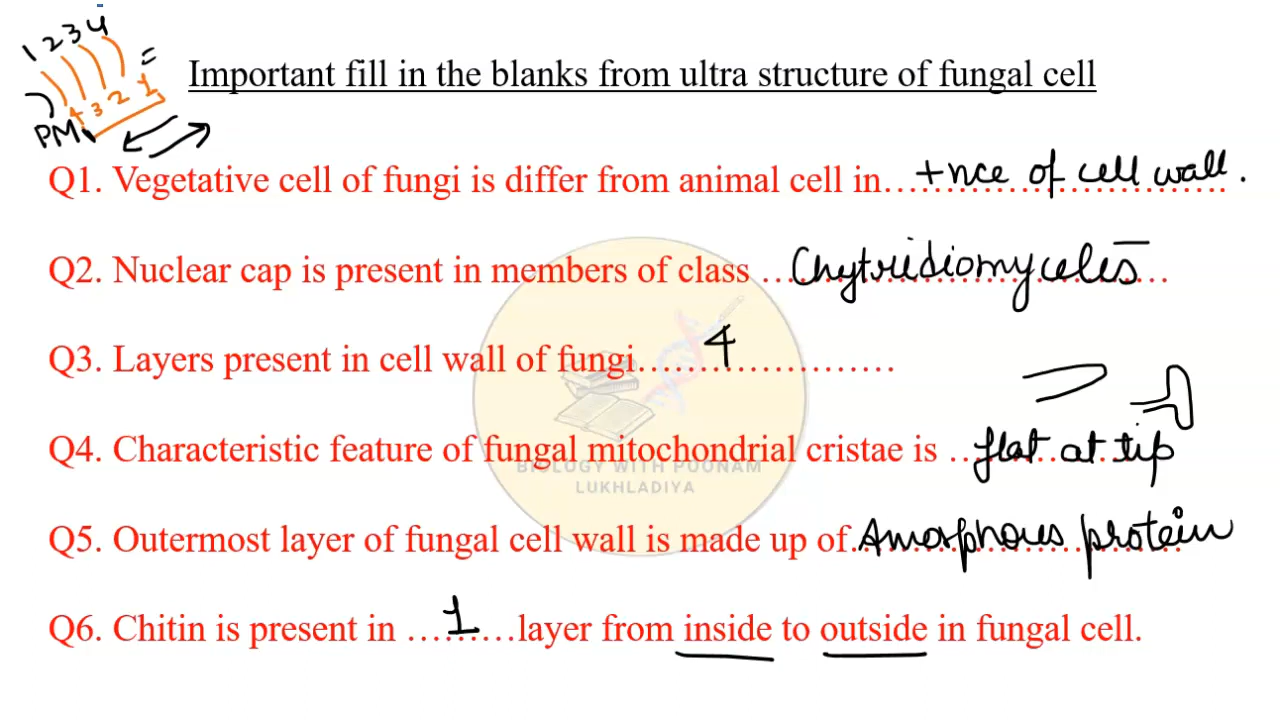 1 2 3 4
4 3 2 1
PM
Important fill in the blanks from ultra structure of fungal cell
Q1. Vegetative cell of fungi is differ from animal cell in........................... +nce of cell wall.
Q2. Nuclear cap is present in members of class ................................ Chytridiomycetes
Q3. Layers present in cell wall of fungi..................... 4
Q4. Characteristic feature of fungal mitochondrial cristae is ................ flat at tip
BIOLOGY WITH POONAM
LUKHLADIYA
Q5. Outermost layer of fungal cell wall is made up of........................... Amorphous protein
Q6. Chitin is present in ...1...layer from inside to outside in fungal cell.